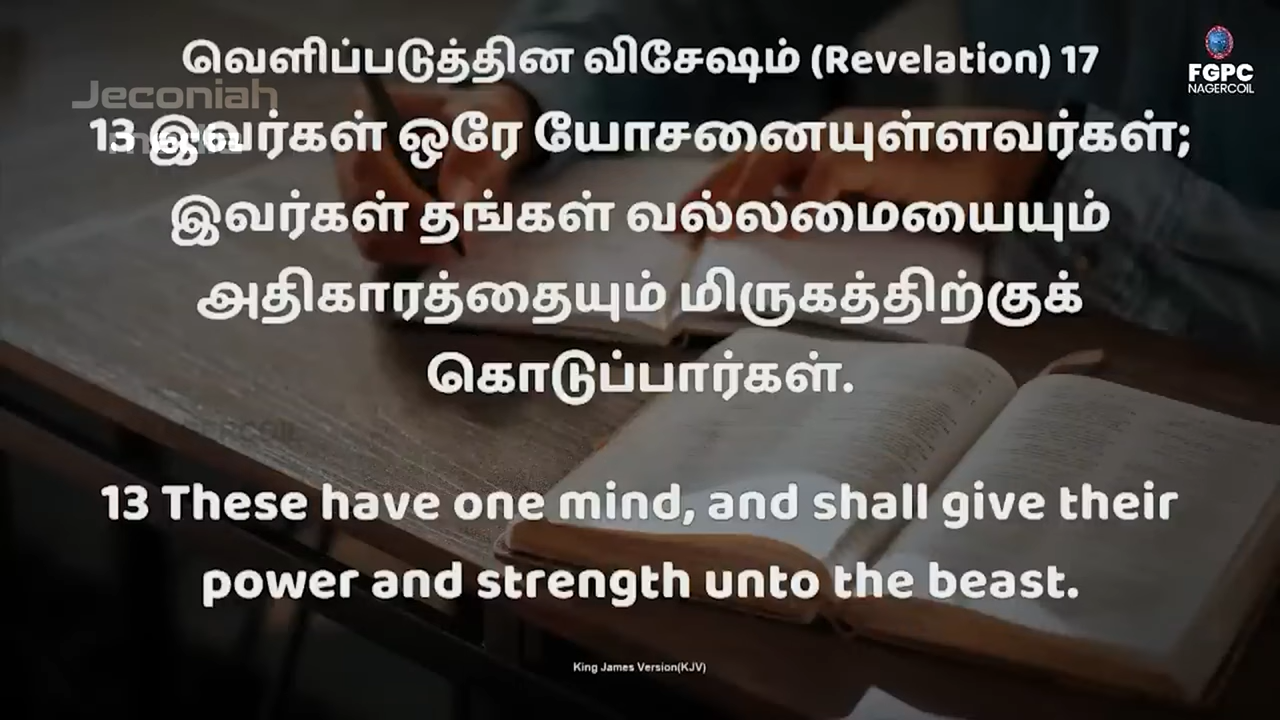 வெளிப்படுத்தின விசேஷம் (Revelation) 17
FGPC
NAGERCOIL
Jeconiah
media
13 இவர்கள் ஒரே யோசனையுள்ளவர்கள்;
இவர்கள் தங்கள் வல்லமையையும்
அதிகாரத்தையும் மிருகத்திற்குக்
கொடுப்பார்கள்.
13 These have one mind, and shall give their
power and strength unto the beast.
King James Version(KJV)